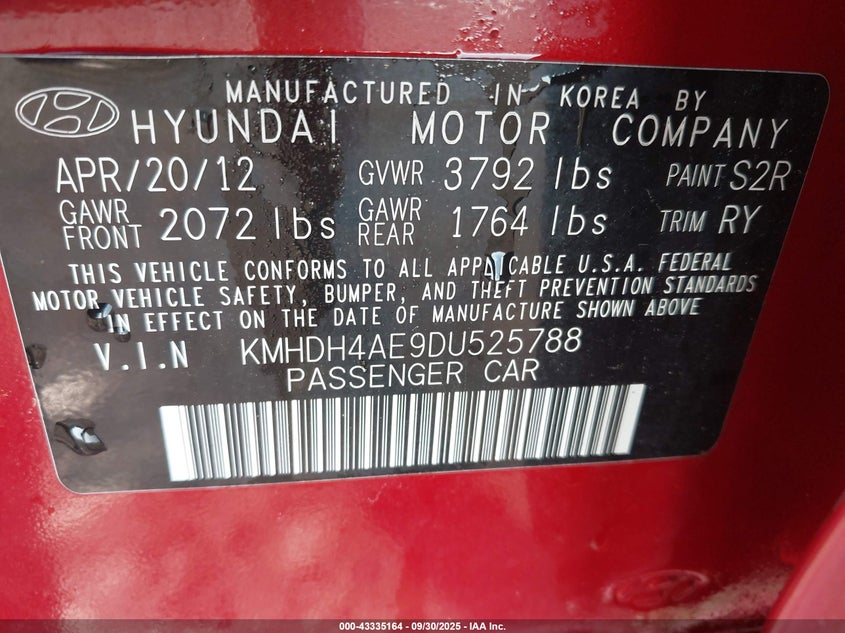 MANUFACTURED IN KOREA BY
HYUNDAI MOTOR COMPANY
APR/20/12 GVWR 3792 lbs PAINT S2R
GAWR FRONT 2072 lbs GAWR REAR 1764 lbs TRIM RY
THIS VEHICLE CONFORMS TO ALL APPLICABLE U.S.A. FEDERAL
MOTOR VEHICLE SAFETY, BUMPER, AND THEFT PREVENTION STANDARDS
IN EFFECT ON THE DATE OF MANUFACTURE SHOWN ABOVE
V.I.N KMHDH4AE9DU525788
PASSENGER CAR
000-43335164 - 09/30/2025 - IAA Inc.